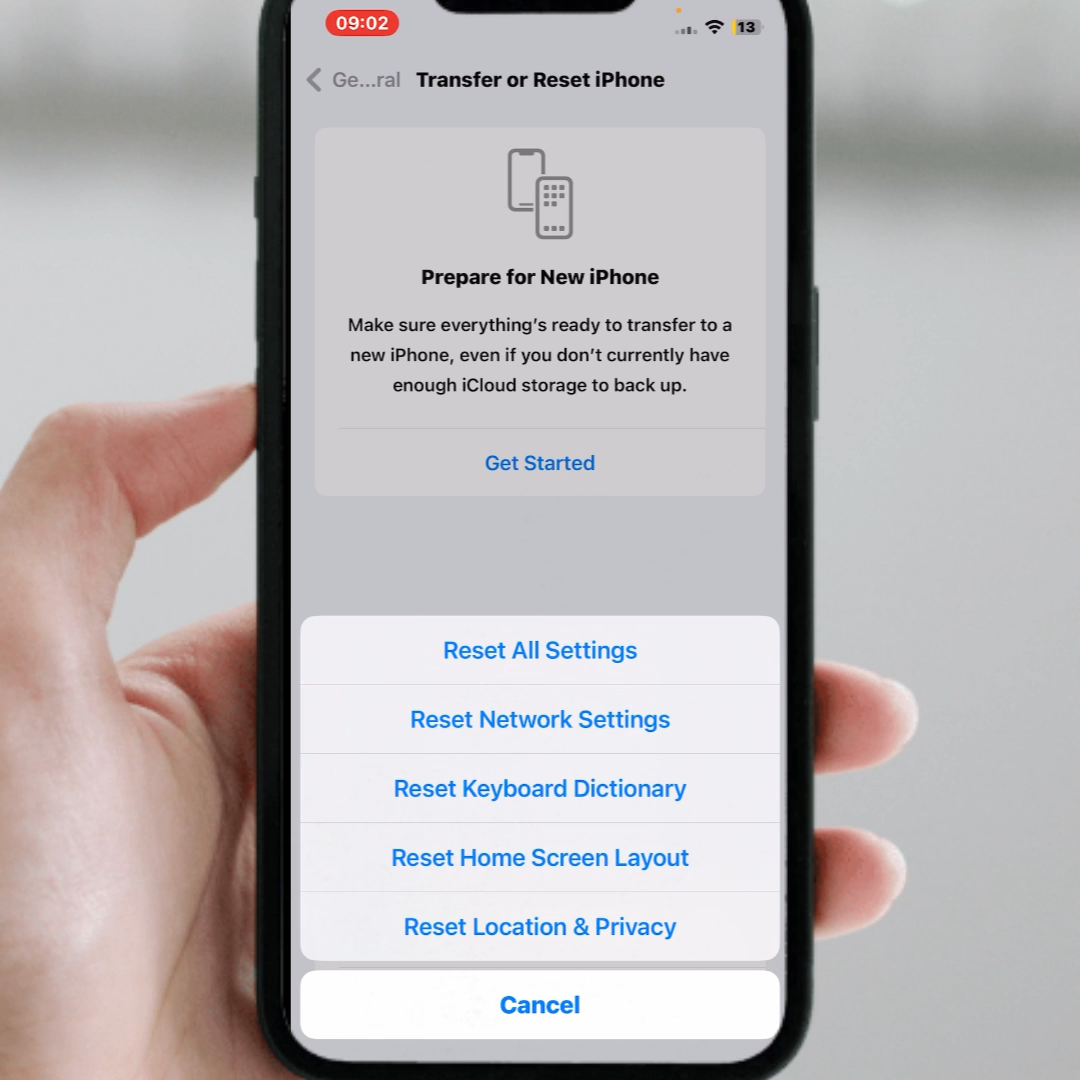 09:02
13
Ge...ral Transfer or Reset iPhone
Prepare for New iPhone
Make sure everything’s ready to transfer to a
new iPhone, even if you don’t currently have
enough iCloud storage to back up.
Get Started
Reset All Settings
Reset Network Settings
Reset Keyboard Dictionary
Reset Home Screen Layout
Reset Location & Privacy
Cancel